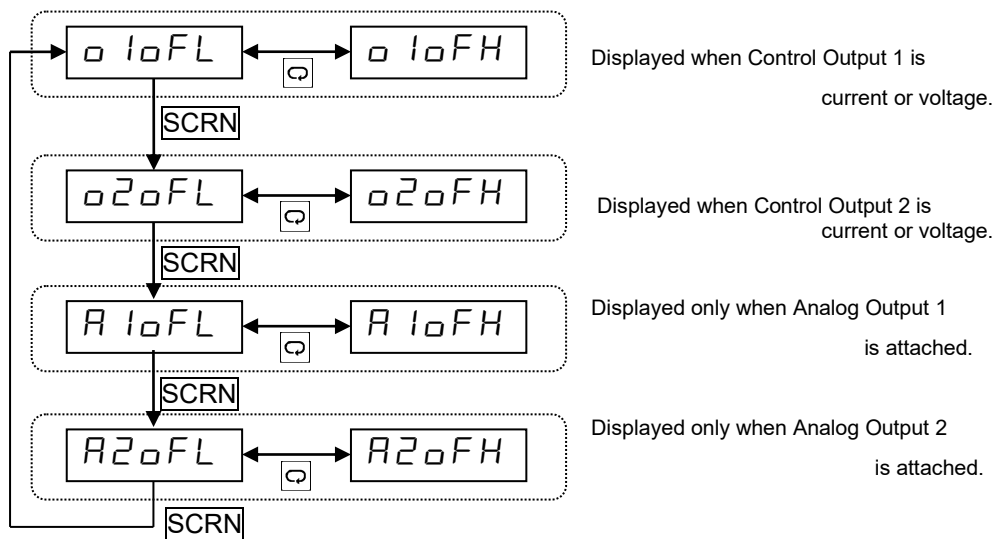 o1oFL o1oFH
Displayed when Control Output 1 is
current or voltage.
SCRN
o2oFL o2oFH
Displayed when Control Output 2 is
current or voltage.
SCRN
A1oFL A1oFH
Displayed only when Analog Output 1
is attached.
SCRN
A2oFL A2oFH
Displayed only when Analog Output 2
is attached.
SCRN